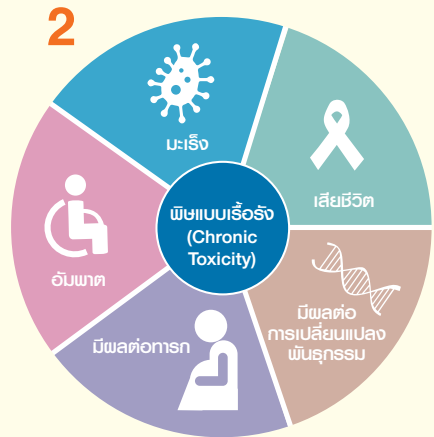 2
มะเร็ง
เสียชีวิต
พิษแบบเรื้อรัง
(Chronic
Toxicity)
อัมพาต
มีผลต่อ
การเปลี่ยนแปลง
พันธุกรรม
มีผลต่อทารก